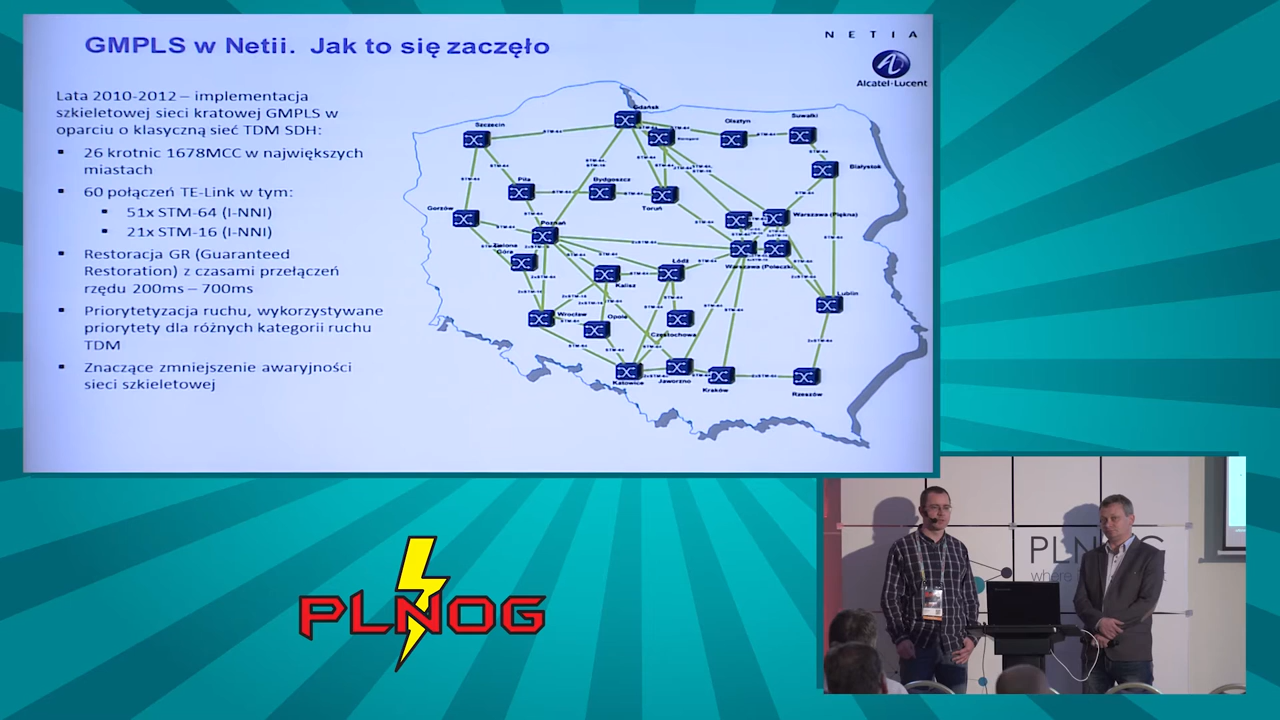 GMPLS w Netii. Jak to się zaczęło
NETIA
Alcatel·Lucent
Lata 2010-2012 – implementacja
szkieletowej sieci kratowej GMPLS w
oparciu o klasyczną sieć TDM SDH:
26 krotnic 1678MCC w największych
miastach
60 połączeń TE-Link w tym:
51x STM-64 (I-NNI)
21x STM-16 (I-NNI)
Restoracja GR (Guaranteed
Restoration) z czasami przełączeń
rzędu 200ms – 700ms
Priorytetyzacja ruchu, wykorzystywane
priorytety dla różnych kategorii ruchu
TDM
Znaczące zmniejszenie awaryjności
sieci szkieletowej
Gdańsk
Szczecin
Olsztyn
Suwałki
Białystok
Piła
Bydgoszcz
Toruń
Gorzów
Poznań
Warszawa (Piękna)
Zielona
Góra
Łódź
Warszawa (Poleczki)
Kalisz
Lublin
Wrocław
Opole
Częstochowa
Katowice
Jaworzno
Kraków
Rzeszów
PLNOG
PLNOG
where